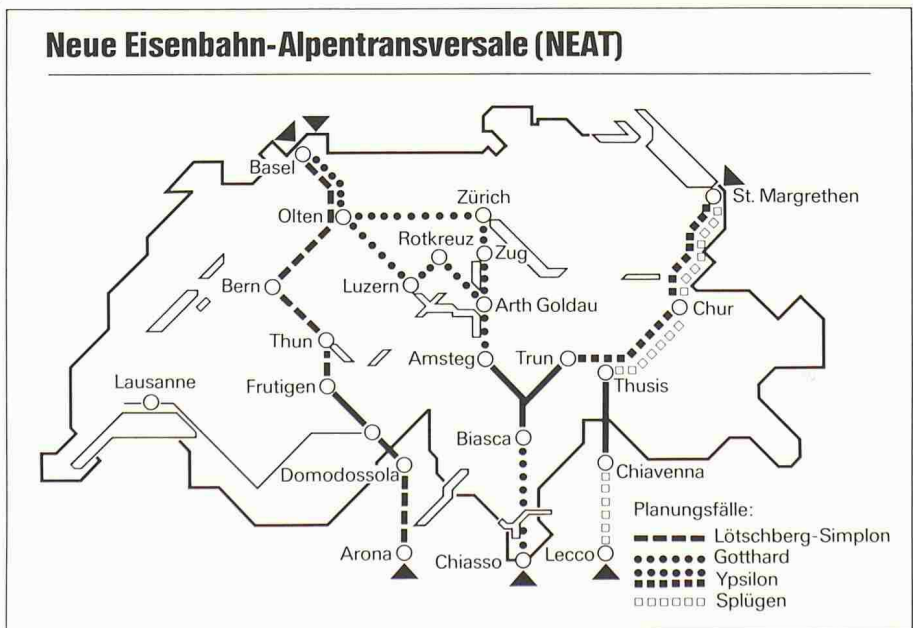 Neue Eisenbahn-Alpentransversale (NEAT)
Basel
St. Margrethen
Zürich
Olten
Rotkreuz
Zug
Bern
Luzern
Arth Goldau
Chur
Thun
Amsteg
Trun
Lausanne
Frutigen
Thusis
Biasca
Domodossola
Chiavenna
Planungsfälle:
Lötschberg-Simplon
Arona
Chiasso
Lecco
Gotthard
Ypsilon
Splügen